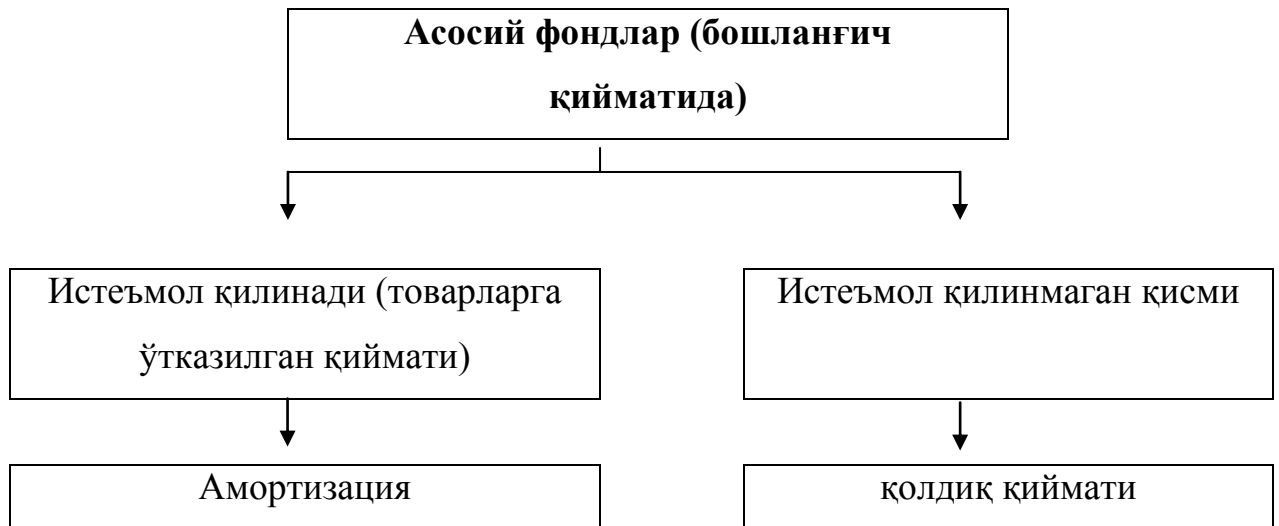 Асосий фондлар (бошланғич
қийматида)
Истеъмол қилинади (товарларга
ўтказилган қиймати)
Истеъмол қилинмаган қисми
Амортизация
қолдиқ қиймати